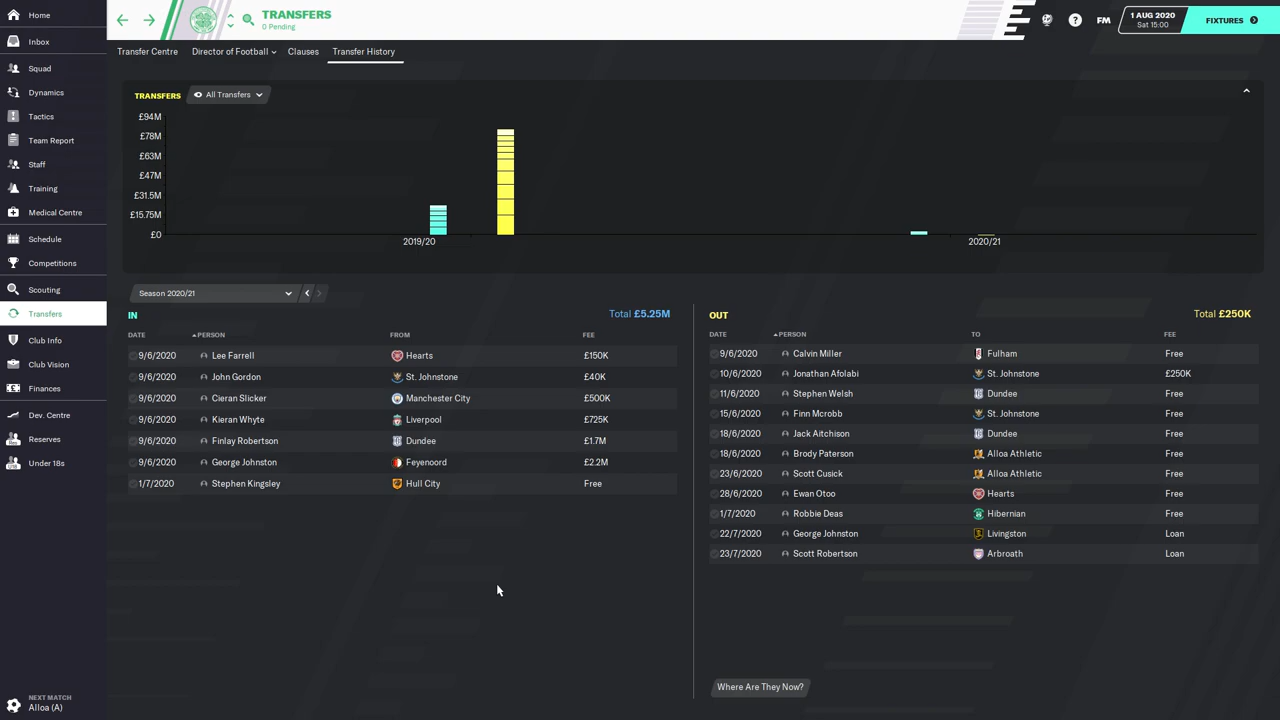 Home
TRANSFERS
0 Pending
FM
1 AUG 2020
Sat 15:00
FIXTURES
Inbox
Squad
Dynamics
Tactics
Team Report
Staff
Training
Medical Centre
Schedule
Competitions
Scouting
Transfers
Club Info
Club Vision
Finances
Dev. Centre
Reserves
Under 18s
NEXT MATCH
Alloa (A)
Transfer Centre Director of Football Clauses Transfer History
TRANSFERS All Transfers
£94M
£78M
£63M
£47M
£31.5M
£15.75M
£0
2019/20 2020/21
Season 2020/21
IN Total £5.25M
DATE PERSON FROM FEE
9/6/2020 Lee Farrell Hearts £150K
9/6/2020 John Gordon St. Johnstone £40K
9/6/2020 Cieran Slicker Manchester City £500K
9/6/2020 Kieran Whyte Liverpool £725K
9/6/2020 Finlay Robertson Dundee £1.7M
9/6/2020 George Johnston Feyenoord £2.2M
1/7/2020 Stephen Kingsley Hull City Free
OUT Total £250K
DATE PERSON TO FEE
9/6/2020 Calvin Miller Fulham Free
10/6/2020 Jonathan Afolabi St. Johnstone £250K
11/6/2020 Stephen Welsh Dundee Free
15/6/2020 Finn Mcrobb St. Johnstone Free
18/6/2020 Jack Aitchison Dundee Free
18/6/2020 Brody Paterson Alloa Athletic Free
23/6/2020 Scott Cusick Alloa Athletic Free
28/6/2020 Ewan Otoo Hearts Free
1/7/2020 Robbie Deas Hibernian Free
22/7/2020 George Johnston Livingston Loan
23/7/2020 Scott Robertson Arbroath Loan
Where Are They Now?